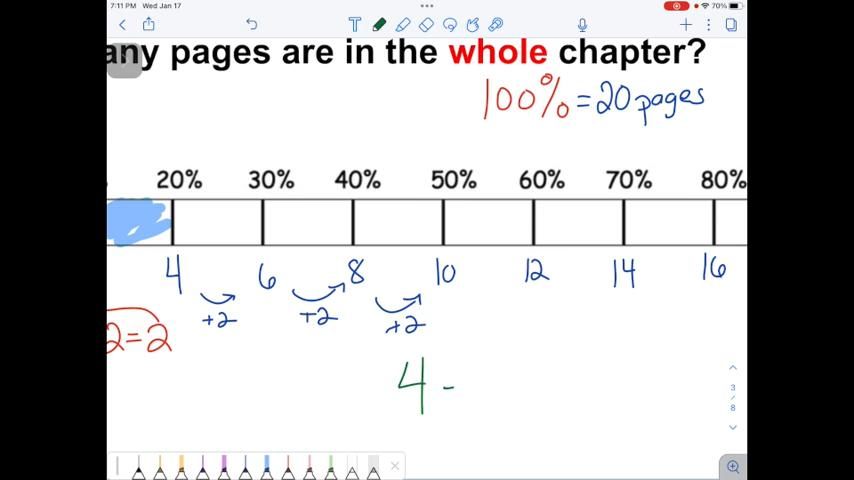 7:11 PM Wed Jan 17
70%
any pages are in the whole chapter?
100% = 20 pages
20% 30% 40% 50% 60% 70% 80%
4 6 8 10 12 14 16
+2 +2 +2
2=2
4 -
3
/
8